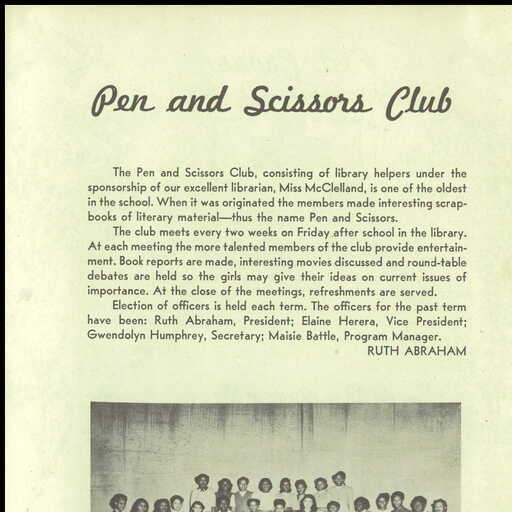 Pen and Scissors Club
The Pen and Scissors Club, consisting of library helpers under the
sponsorship of our excellent librarian, Miss McClelland, is one of the oldest
in the school. When it was originated the members made interesting scrap-
books of literary material—thus the name Pen and Scissors.
The club meets every two weeks on Friday after school in the library.
At each meeting the more talented members of the club provide entertain-
ment. Book reports are made, interesting movies discussed and round-table
debates are held so the girls may give their ideas on current issues of
importance. At the close of the meetings, refreshments are served.
Election of officers is held each term. The officers for the past term
have been: Ruth Abraham, President; Elaine Herera, Vice President;
Gwendolyn Humphrey, Secretary; Maisie Battle, Program Manager.
RUTH ABRAHAM